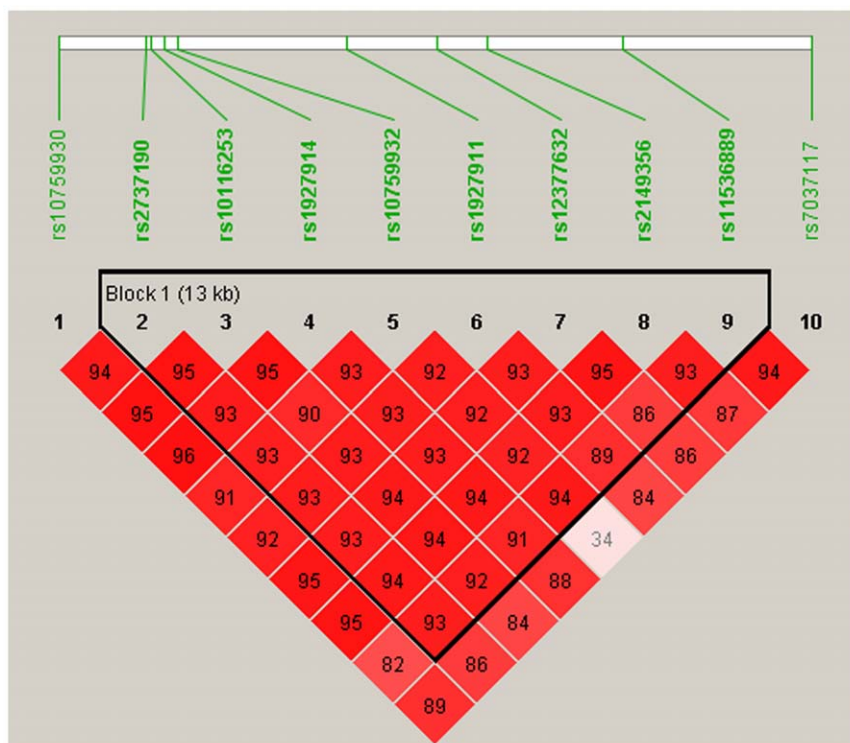 rs10759930
rs2737190
rs10116253
rs1927914
rs10759932
rs1927911
rs12377632
rs2149356
rs11536889
rs7037117
Block 1 (13 kb)
1 2 3 4 5 6 7 8 9 10
94 95 95 93 92 93 95 93 94
95 93 90 93 92 93 86 87
96 93 93 93 92 89 86
91 93 94 94 94 84
92 93 94 91 34
95 94 92 88
95 93 84
82 86
89